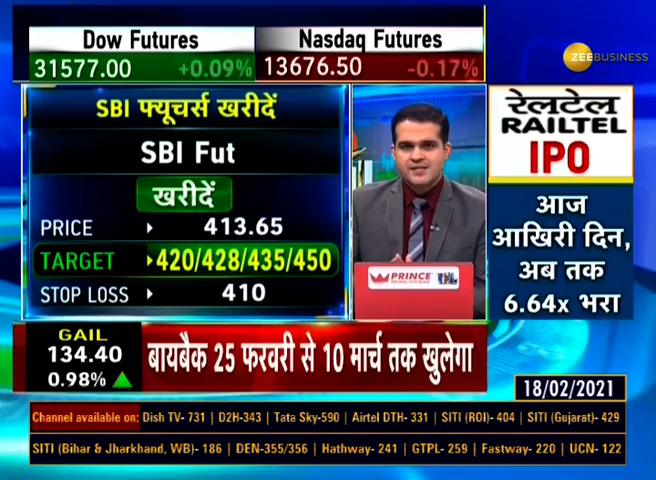 Dow Futures
31577.00 +0.09%
Nasdaq Futures
13676.50 -0.17%
ZEEBUSINESS
SBI फ्यूचर्स खरीदें
SBI Fut
खरीदें
PRICE 413.65
TARGET 420/428/435/450
STOP LOSS 410
PRINCE
रेलटेल
RAILTEL
IPO
आज
आखिरी दिन,
अब तक
6.64x भरा
GAIL
134.40
0.98%
बायबैक 25 फरवरी से 10 मार्च तक खुलेगा
18/02/2021
Channel available on: Dish TV- 731 | D2H-343 | Tata Sky-590 | Airtel DTH- 331 | SITI (ROI)- 404 | SITI (Gujarat)- 429
SITI (Bihar & Jharkhand, WB)- 186 | DEN-355/356 | Hathway- 241 | GTPL- 259 | Fastway- 220 | UCN- 122